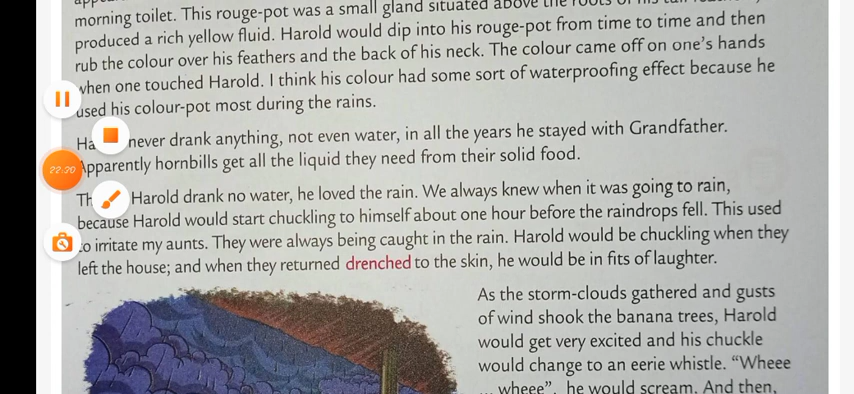 morning toilet. This rouge-pot was a small gland situated above the roots of his tail
produced a rich yellow fluid. Harold would dip into his rouge-pot from time to time and then
rub the colour over his feathers and the back of his neck. The colour came off on one's hands
when one touched Harold. I think his colour had some sort of waterproofing effect because he
used his colour-pot most during the rains.
never drank anything, not even water, in all the years he stayed with Grandfather.
Apparently hornbills get all the liquid they need from their solid food.
22:20
Harold drank no water, he loved the rain. We always knew when it was going to rain,
because Harold would start chuckling to himself about one hour before the raindrops fell. This used
to irritate my aunts. They were always being caught in the rain. Harold would be chuckling when they
left the house; and when they returned drenched to the skin, he would be in fits of laughter.
As the storm-clouds gathered and gusts
of wind shook the banana trees, Harold
would get very excited and his chuckle
would change to an eerie whistle. “Wheee
... wheee”, he would scream. And then,